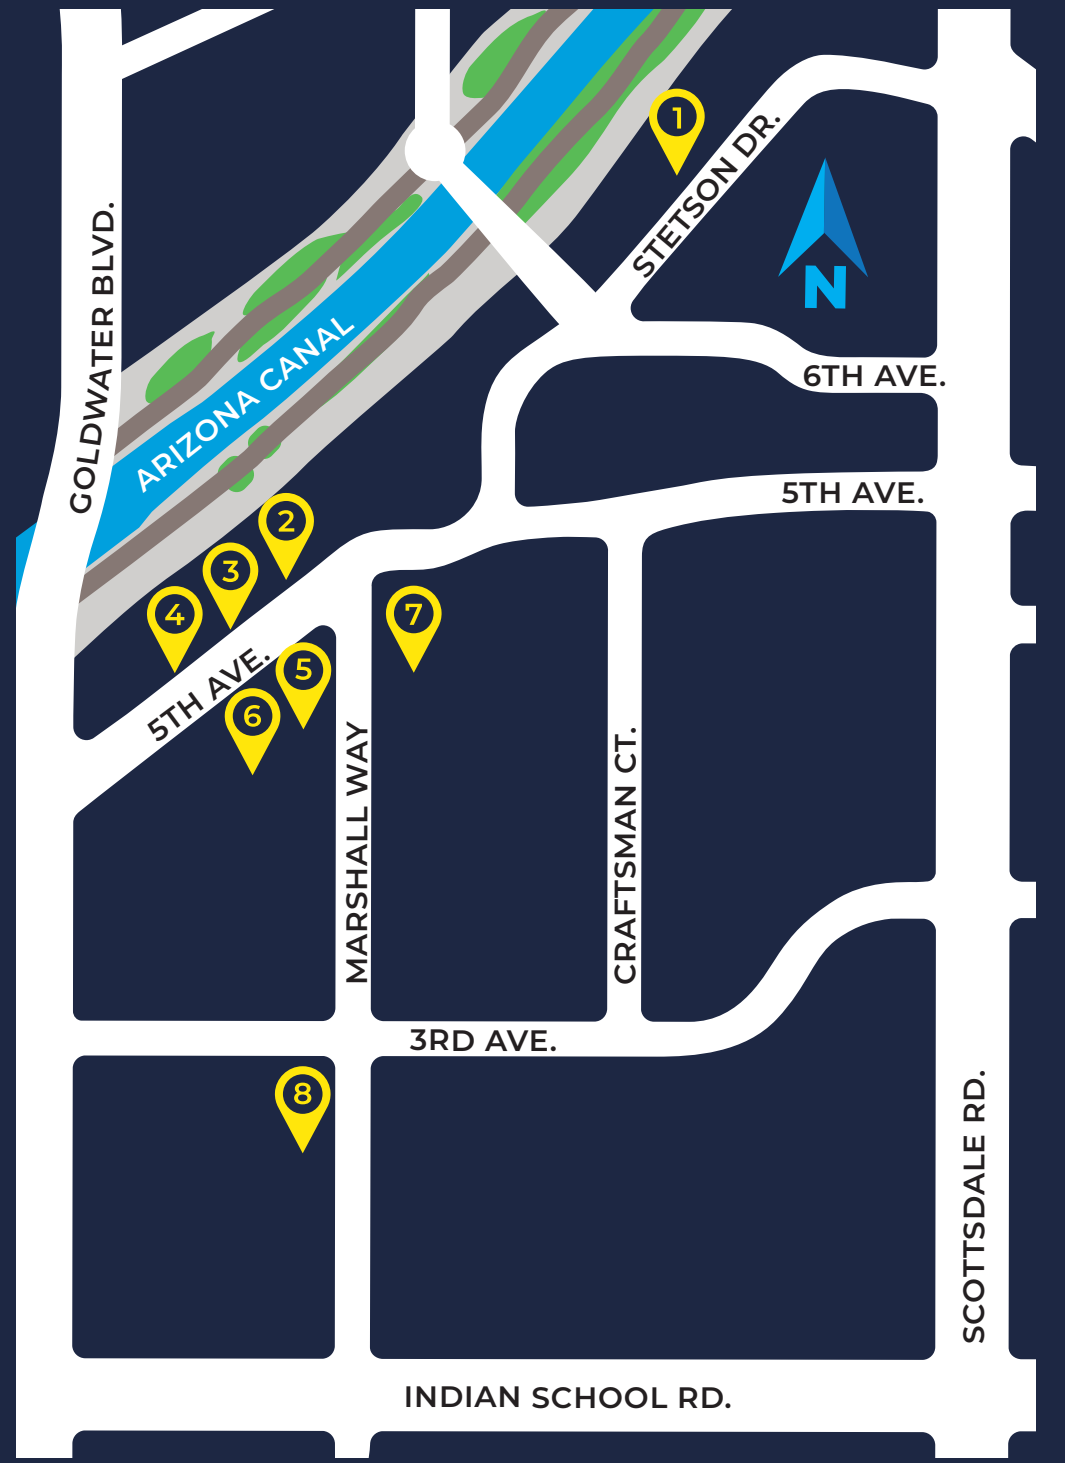 1
STETSON DR.
GOLDWATER BLVD.
N
ARIZONA CANAL
6TH AVE.
5TH AVE.
2
3
4
7
5TH AVE.
5
6
MARSHALL WAY
CRAFTSMAN CT.
3RD AVE.
8
SCOTTSDALE RD.
INDIAN SCHOOL RD.